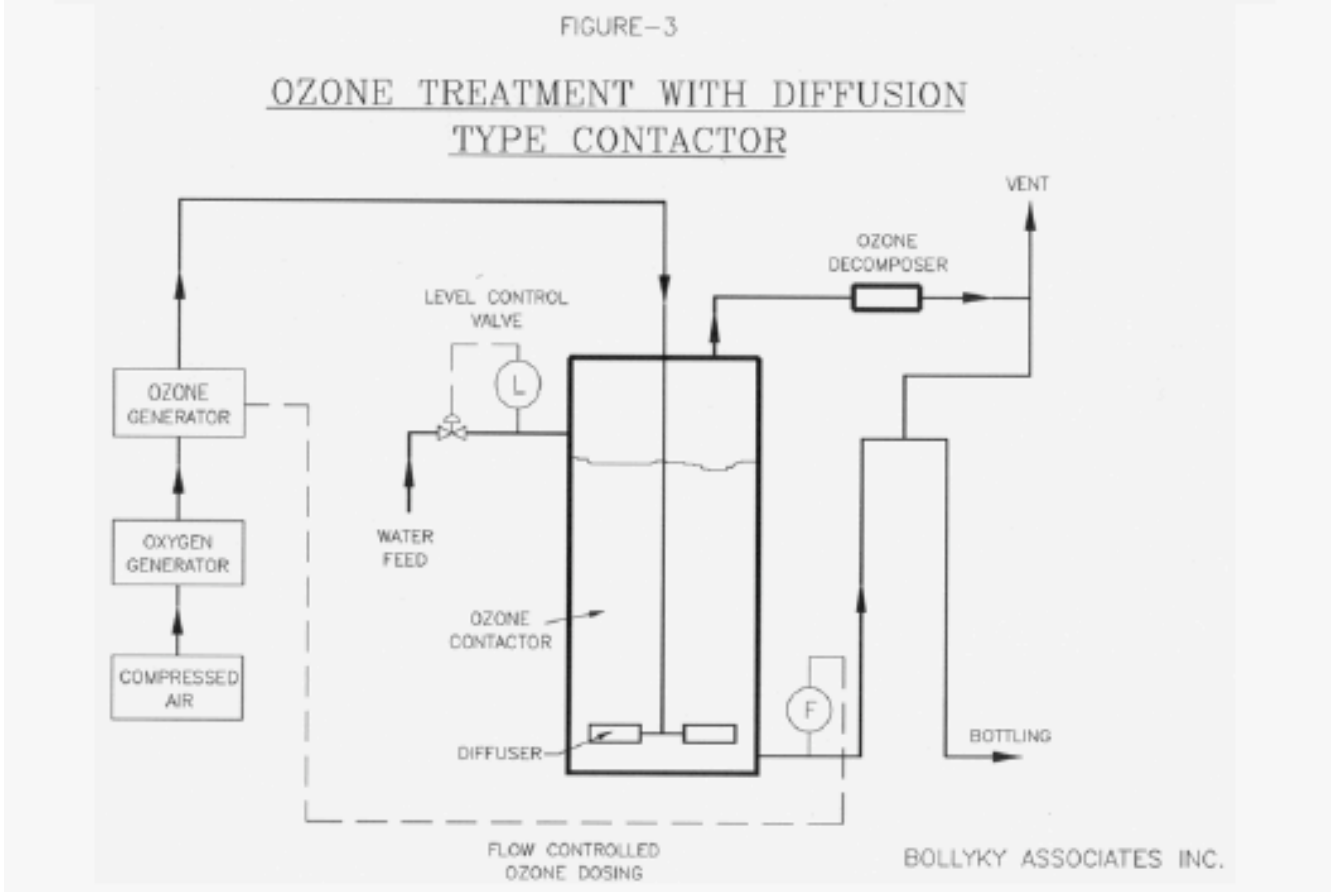 FIGURE-3
OZONE TREATMENT WITH DIFFUSION
TYPE CONTACTOR
VENT
OZONE
DECOMPOSER
LEVEL CONTROL
VALVE
L
OZONE
GENERATOR
WATER
FEED
OXYGEN
GENERATOR
OZONE
CONTACTOR
COMPRESSED
AIR
F
DIFFUSER
BOTTLING
FLOW CONTROLLED
OZONE DOSING
BOLLYKY ASSOCIATES INC.